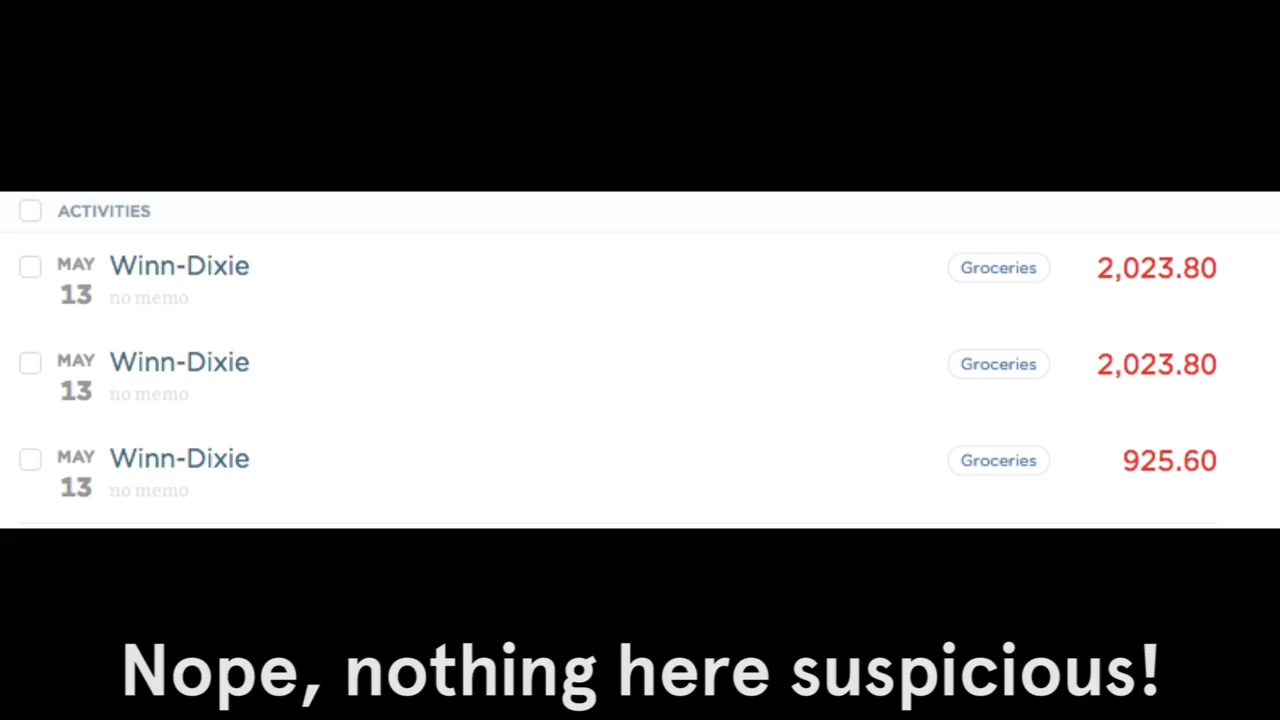 ACTIVITIES
MAY Winn-Dixie Groceries 2,023.80
13 no memo
MAY Winn-Dixie Groceries 2,023.80
13 no memo
MAY Winn-Dixie Groceries 925.60
13 no memo
Nope, nothing here suspicious!